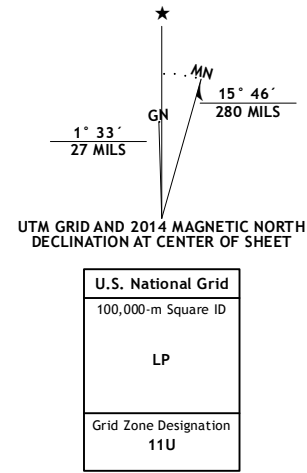 ★
MN
GN
15° 46´
280 MILS
1° 33´
27 MILS
UTM GRID AND 2014 MAGNETIC NORTH
DECLINATION AT CENTER OF SHEET
U.S. National Grid
100,000-m Square ID
LP
Grid Zone Designation
11U